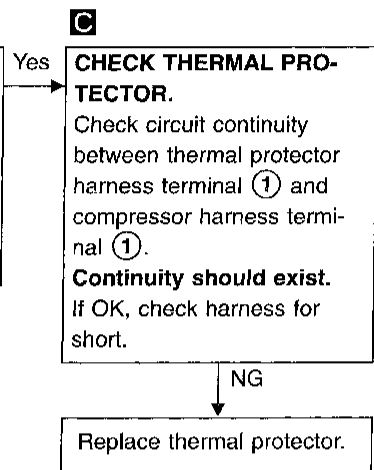 C
Yes
CHECK THERMAL PRO-
TECTOR.
Check circuit continuity
between thermal protector
harness terminal ① and
compressor harness termi-
nal ①.
Continuity should exist.
If OK, check harness for
short.
NG
Replace thermal protector.